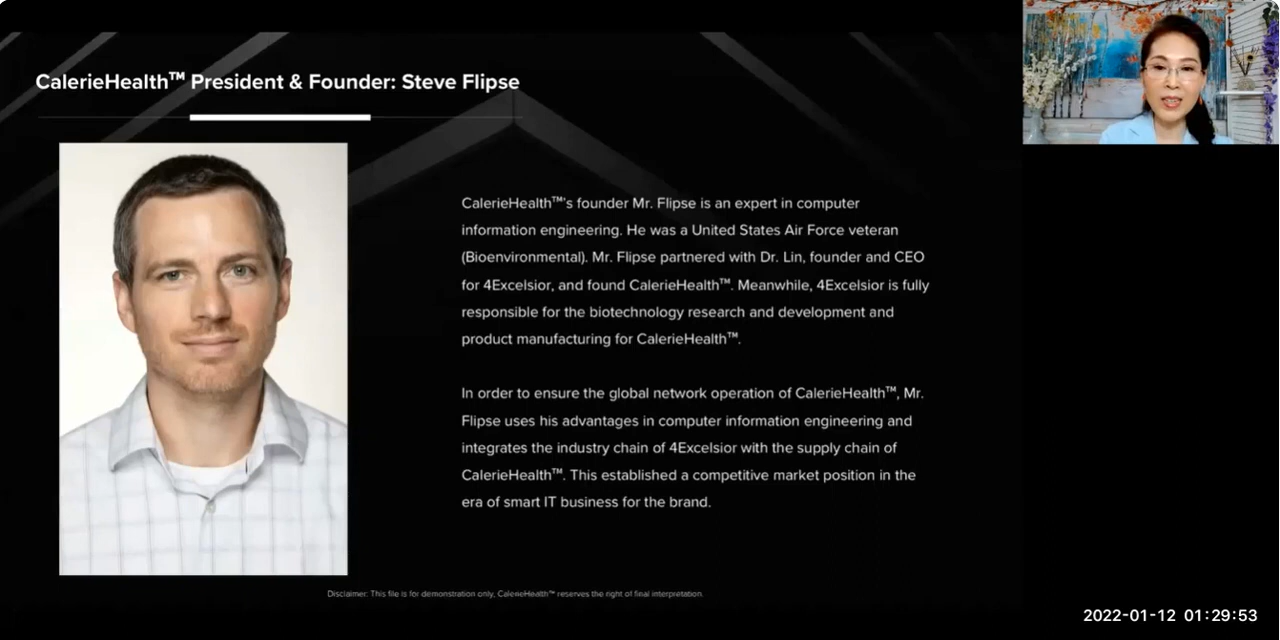 CalerieHealth™ President & Founder: Steve Flipse
CalerieHealth™'s founder Mr. Flipse is an expert in computer
information engineering. He was a United States Air Force veteran
(Bioenvironmental). Mr. Flipse partnered with Dr. Lin, founder and CEO
for 4Excelsior, and found CalerieHealth™. Meanwhile, 4Excelsior is fully
responsible for the biotechnology research and development and
product manufacturing for CalerieHealth™.
In order to ensure the global network operation of CalerieHealth™, Mr.
Flipse uses his advantages in computer information engineering and
integrates the industry chain of 4Excelsior with the supply chain of
CalerieHealth™. This established a competitive market position in the
era of smart IT business for the brand.
Disclaimer: This file is for demonstration only, CalerieHealth™ reserves the right of final interpretation.
2022-01-12 01:29:53